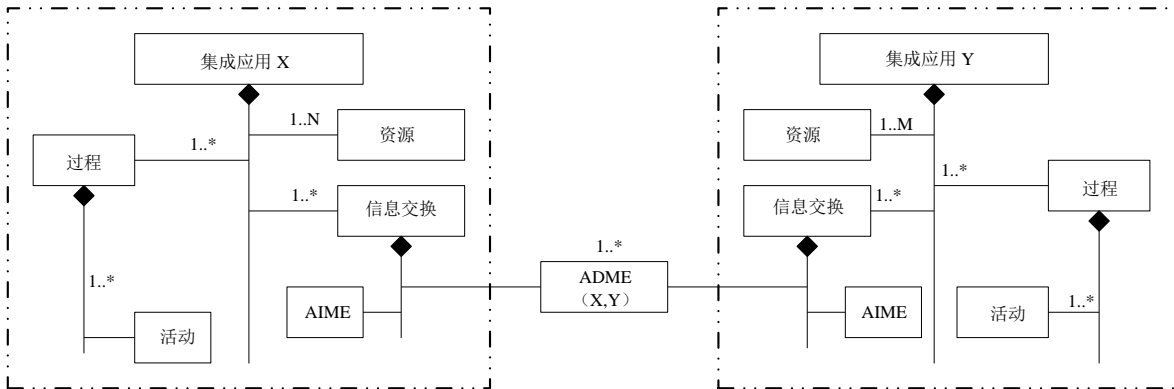 集成应用 X
1..N
资源
过程
1..*
1..*
信息交换
1..*
AIME
活动
1..*
ADME
（X,Y）
集成应用 Y
资源
1..M
1..*
过程
信息交换
1..*
AIME
活动
1..*